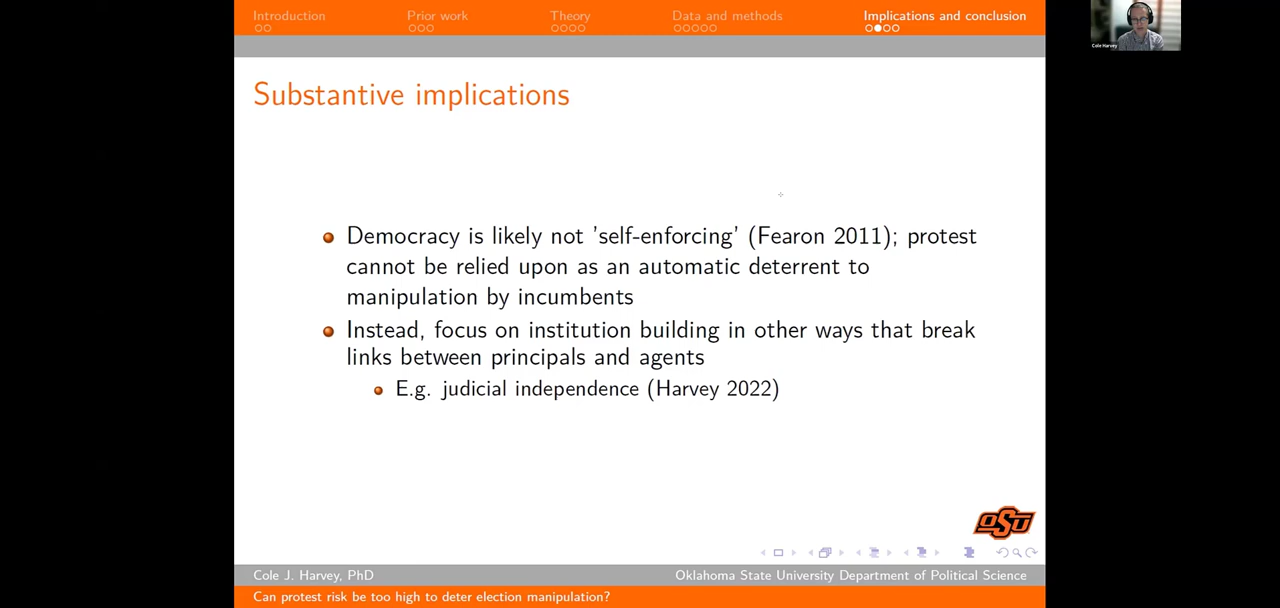 Introduction Prior work Theory Data and methods Implications and conclusion
Cole Harvey
Substantive implications
Democracy is likely not 'self-enforcing' (Fearon 2011); protest
cannot be relied upon as an automatic deterrent to
manipulation by incumbents
Instead, focus on institution building in other ways that break
links between principals and agents
E.g. judicial independence (Harvey 2022)
OSU
Cole J. Harvey, PhD Oklahoma State University Department of Political Science
Can protest risk be too high to deter election manipulation?